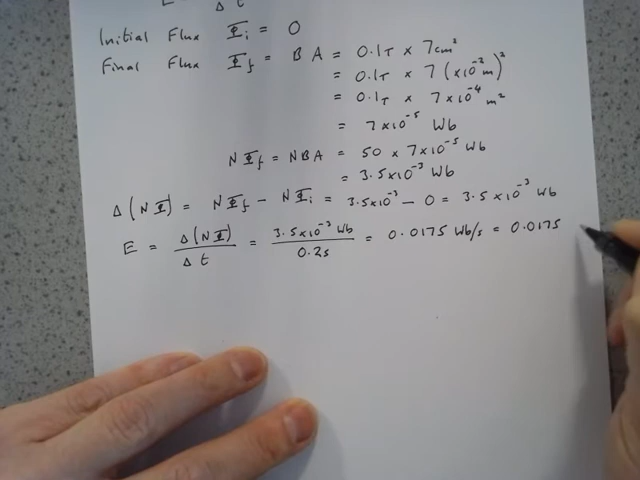 Δt
Initial Flux Φi = 0
Final Flux Φf = BA = 0.1T × 7cm²
= 0.1T × 7 (×10⁻²m)²
= 0.1T × 7×10⁻⁴ m²
= 7×10⁻⁵ Wb
NΦf = NBA = 50 × 7×10⁻⁵ Wb
= 3.5×10⁻³ Wb
Δ(NΦ) = NΦf − NΦi = 3.5×10⁻³ − 0 = 3.5×10⁻³ Wb
E = Δ(NΦ)/Δt = 3.5×10⁻³ Wb/0.2s = 0.0175 Wb/s = 0.0175